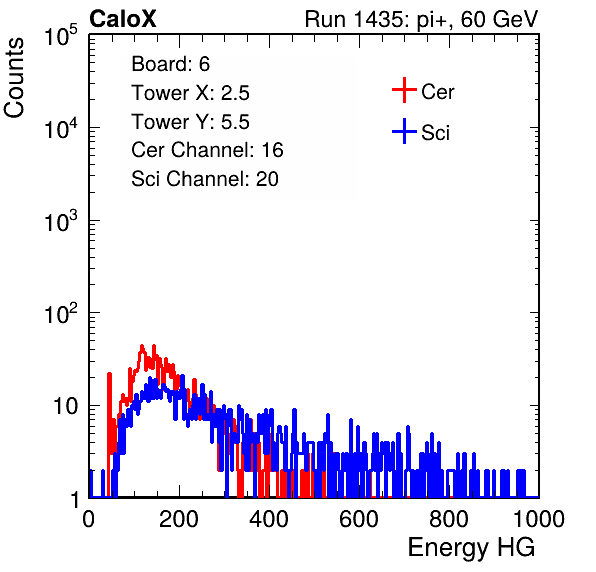 CaloX
Run 1435: pi+, 60 GeV
Counts
Board: 6
Tower X: 2.5
Tower Y: 5.5
Cer Channel: 16
Sci Channel: 20
Cer
Sci
10^5
10^4
10^3
10^2
10
1
0 200 400 600 800 1000
Energy HG